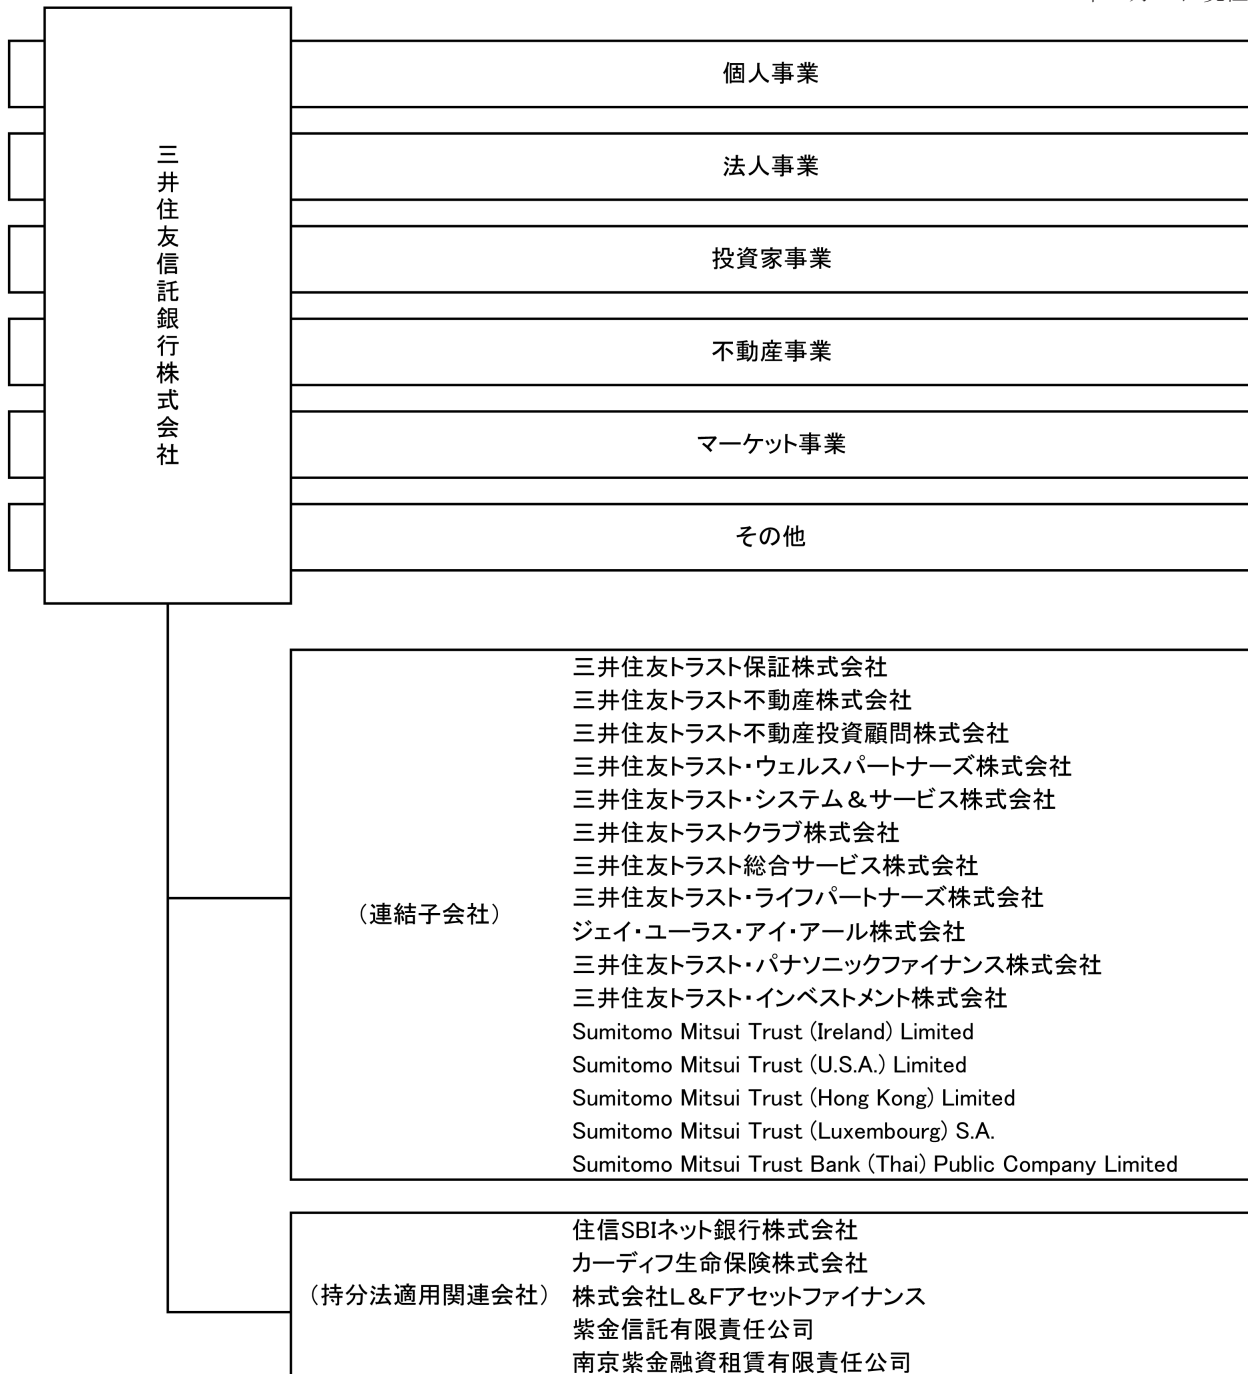 三井住友信託銀行株式会社
個人事業
法人事業
投資家事業
不動産事業
マーケット事業
その他
（連結子会社）
三井住友トラスト保証株式会社
三井住友トラスト不動産株式会社
三井住友トラスト不動産投資顧問株式会社
三井住友トラスト・ウェルスパートナーズ株式会社
三井住友トラスト・システム＆サービス株式会社
三井住友トラストクラブ株式会社
三井住友トラスト総合サービス株式会社
三井住友トラスト・ライフパートナーズ株式会社
ジェイ・ユーラス・アイ・アール株式会社
三井住友トラスト・パナソニックファイナンス株式会社
三井住友トラスト・インベストメント株式会社
Sumitomo Mitsui Trust (Ireland) Limited
Sumitomo Mitsui Trust (U.S.A.) Limited
Sumitomo Mitsui Trust (Hong Kong) Limited
Sumitomo Mitsui Trust (Luxembourg) S.A.
Sumitomo Mitsui Trust Bank (Thai) Public Company Limited
（持分法適用関連会社）
住信SBIネット銀行株式会社
カーディフ生命保険株式会社
株式会社L＆Fアセットファイナンス
紫金信託有限責任公司
南京紫金融資租賃有限責任公司